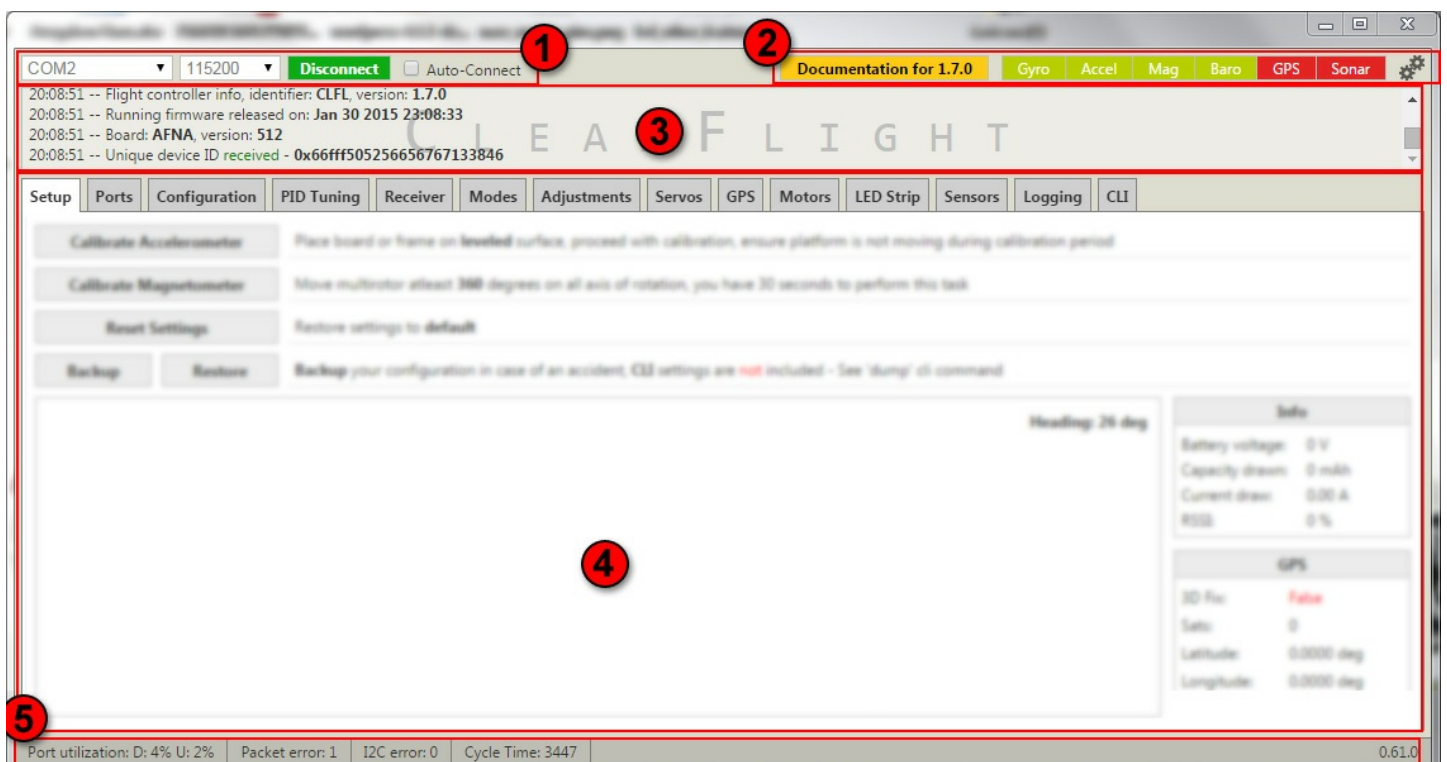 1
2
COM2 115200 Disconnect Auto-Connect Documentation for 1.7.0 Gyro Accel Mag Baro GPS Sonar
20:08:51 -- Flight controller info, identifier: CLFL, version: 1.7.0
20:08:51 -- Running firmware released on: Jan 30 2015 23:08:33
20:08:51 -- Board: AFNA, version: 512
20:08:51 -- Unique device ID received - 0x66fff505256656767133846
3
Setup Ports Configuration PID Tuning Receiver Modes Adjustments Servos GPS Motors LED Strip Sensors Logging CLI
Calibrate Accelerometer Place board or frame on leveled surface, proceed with calibration, ensure platform is not moving during calibration period
Calibrate Magnetometer Move multirotor atleast 360 degrees on all axis of rotation, you have 30 seconds to perform this task
Reset Settings Restore settings to default
Backup Restore Backup your configuration in case of an accident, CLI settings are not included - See 'dump' cli command
Heading: 26 deg
Info
Battery voltage: 0 V
Capacity drawn: 0 mAh
Current draw: 0.00 A
RSSI: 0 %
4
GPS
3D Fix: False
Sats: 0
Latitude: 0.0000 deg
Longitude: 0.0000 deg
5
Port utilization: D: 4% U: 2% Packet error: 1 I2C error: 0 Cycle Time: 3447 0.61.0